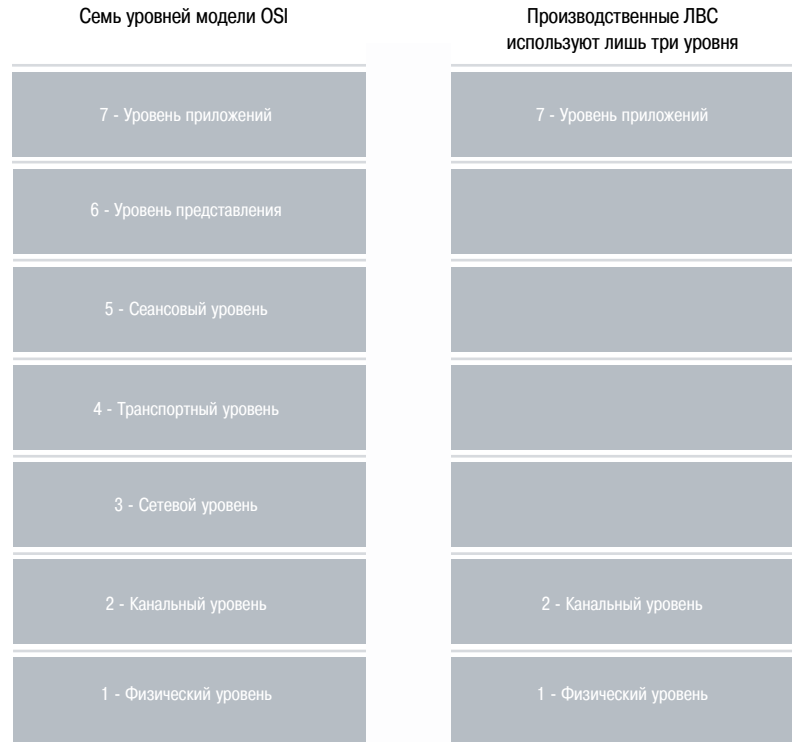 Семь уровней модели OSI
Производственные ЛВС
используют лишь три уровня
7 - Уровень приложений
7 - Уровень приложений
6 - Уровень представления
5 - Сеансовый уровень
4 - Транспортный уровень
3 - Сетевой уровень
2 - Канальный уровень
2 - Канальный уровень
1 - Физический уровень
1 - Физический уровень